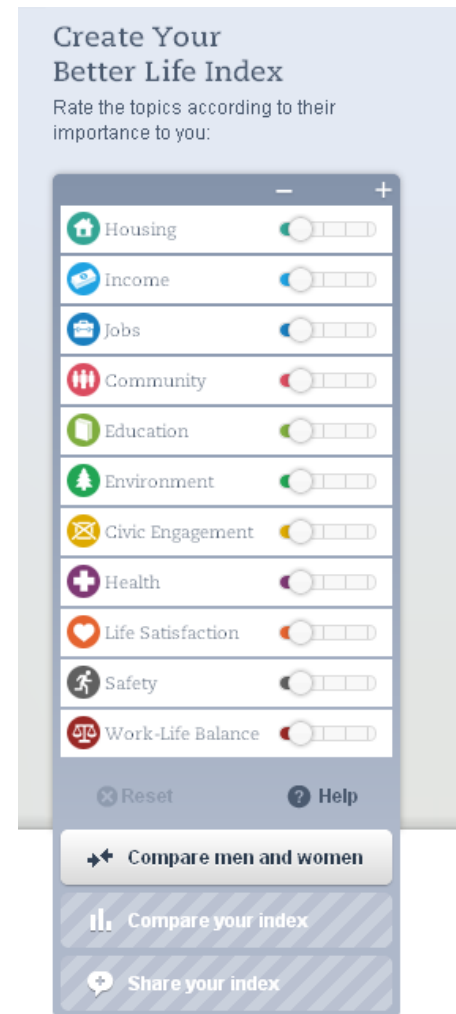 Create Your
Better Life Index
Rate the topics according to their
importance to you:
− +
Housing
Income
Jobs
Community
Education
Environment
Civic Engagement
Health
Life Satisfaction
Safety
Work-Life Balance
Reset
? Help
Compare men and women
Compare your index
Share your index